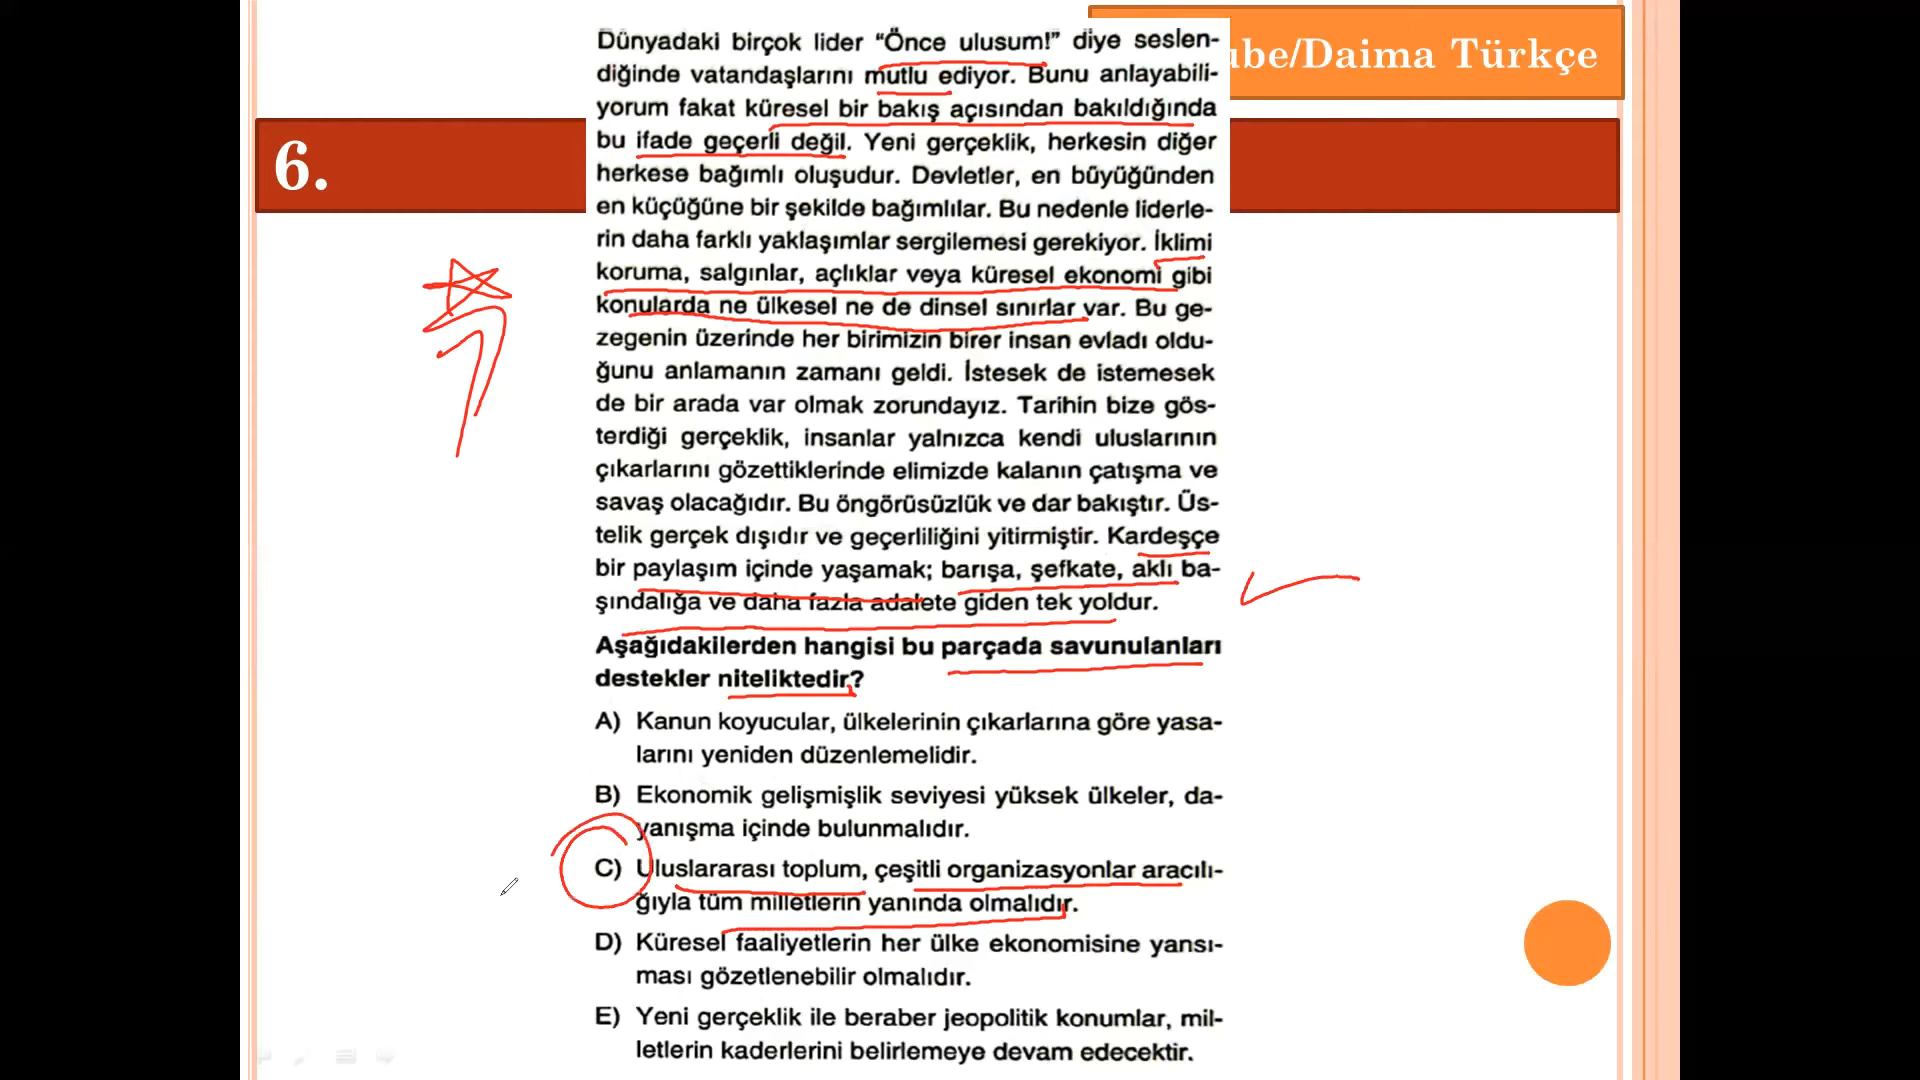 ube/Daima Türkçe
6.
Dünyadaki birçok lider “Önce ulusum!” diye seslen-
diğinde vatandaşlarını mutlu ediyor. Bunu anlayabili-
yorum fakat küresel bir bakış açısından bakıldığında
bu ifade geçerli değil. Yeni gerçeklik, herkesin diğer
herkese bağımlı oluşudur. Devletler, en büyüğünden
en küçüğüne bir şekilde bağımlılar. Bu nedenle liderle-
rin daha farklı yaklaşımlar sergilemesi gerekiyor. İklimi
koruma, salgınlar, açlıklar veya küresel ekonomi gibi
konularda ne ülkesel ne de dinsel sınırlar var. Bu ge-
zegenin üzerinde her birimizin birer insan evladı oldu-
ğunu anlamanın zamanı geldi. İstesek de istemesek
de bir arada var olmak zorundayız. Tarihin bize gös-
terdiği gerçeklik, insanlar yalnızca kendi uluslarının
çıkarlarını gözettiklerinde elimizde kalanın çatışma ve
savaş olacağıdır. Bu öngörüsüzlük ve dar bakıştır. Üs-
telik gerçek dışıdır ve geçerliliğini yitirmiştir. Kardeşçe
bir paylaşım içinde yaşamak; barışa, şefkate, aklı ba-
şındalığa ve daha fazla adalete giden tek yoldur.
Aşağıdakilerden hangisi bu parçada savunulanları
destekler niteliktedir?
A) Kanun koyucular, ülkelerinin çıkarlarına göre yasa-
larını yeniden düzenlemelidir.
B) Ekonomik gelişmişlik seviyesi yüksek ülkeler, da-
yanışma içinde bulunmalıdır.
C) Uluslararası toplum, çeşitli organizasyonlar aracılı-
ğıyla tüm milletlerin yanında olmalıdır.
D) Küresel faaliyetlerin her ülke ekonomisine yansı-
ması gözetlenebilir olmalıdır.
E) Yeni gerçeklik ile beraber jeopolitik konumlar, mil-
letlerin kaderlerini belirlemeye devam edecektir.